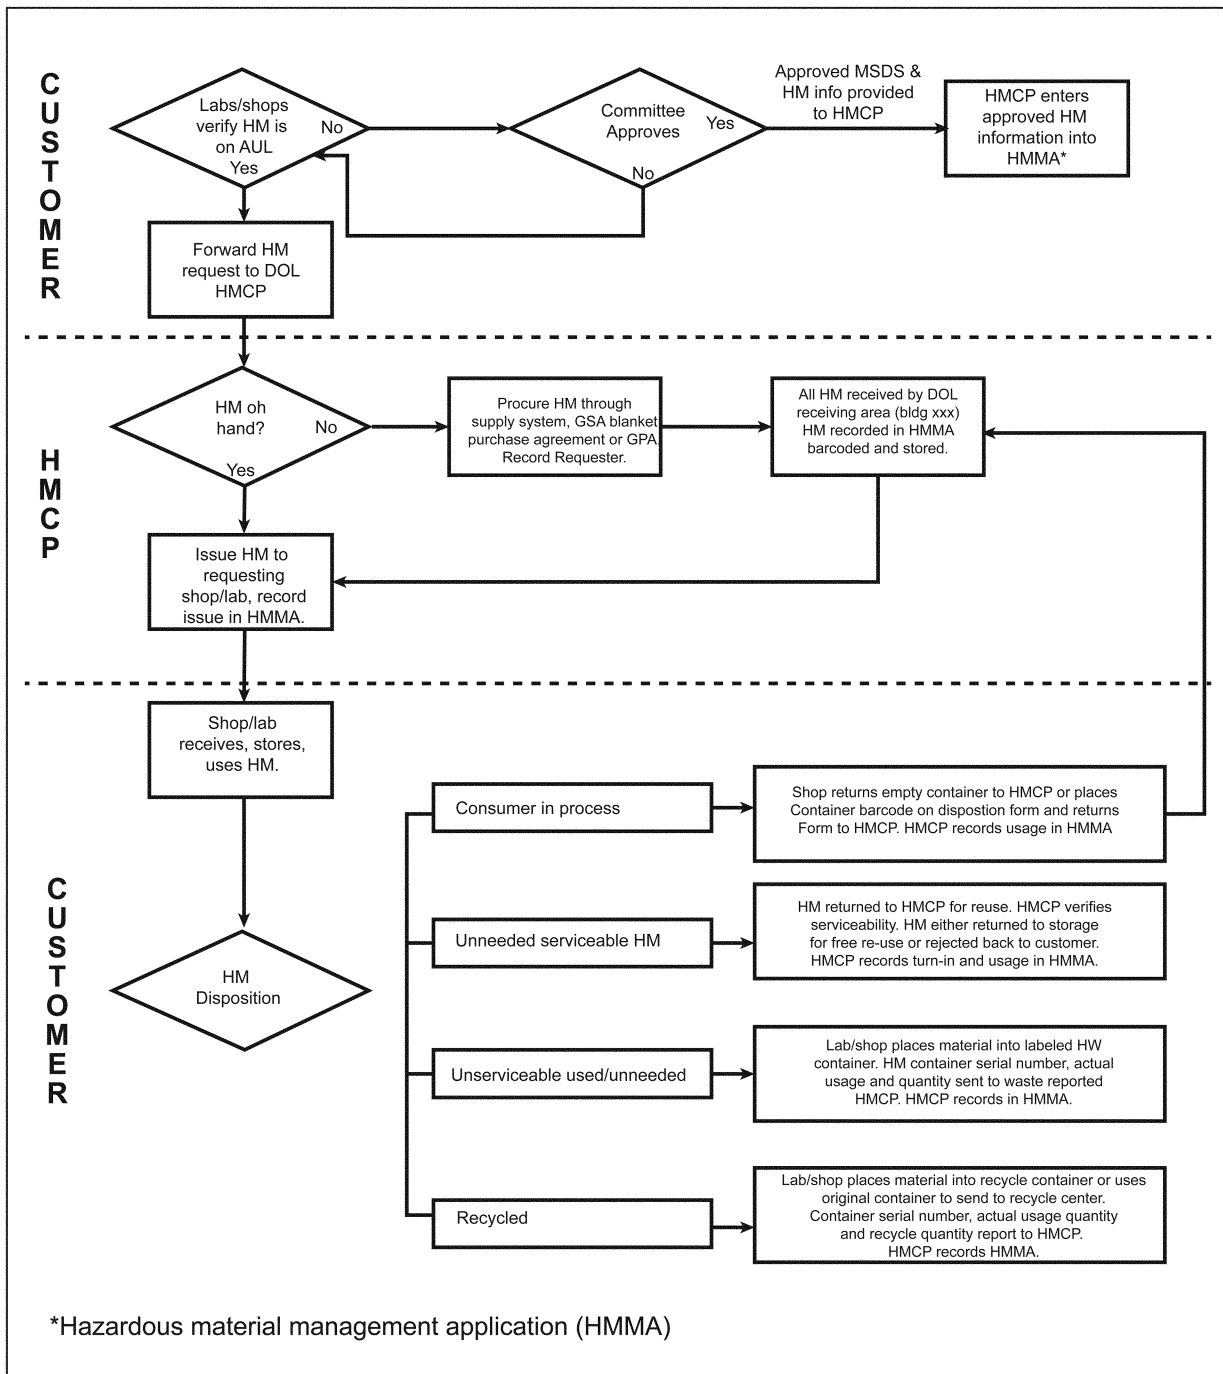 CUSTOMER
Labs/shops
verify HM is
on AUL
No
Yes
Committee
Approves
Yes
No
Approved MSDS &
HM info provided
to HMCP
HMCP enters
approved HM
information into
HMMA*
Forward HM
request to DOL
HMCP
HMCP
HM oh
hand?
No
Yes
Procure HM through
supply system, GSA blanket
purchase agreement or GPA.
Record Requester.
All HM received by DOL
receiving area (bldg xxx)
HM recorded in HMMA
barcoded and stored.
Issue HM to
requesting
shop/lab, record
issue in HMMA.
CUSTOMER
Shop/lab
receives, stores,
uses HM.
HM
Disposition
Consumer in process
Shop returns empty container to HMCP or places
Container barcode on dispostion form and returns
Form to HMCP. HMCP records usage in HMMA
Unneeded serviceable HM
HM returned to HMCP for reuse. HMCP verifies
serviceability. HM either returned to storage
for free re-use or rejected back to customer.
HMCP records turn-in and usage in HMMA.
Unserviceable used/unneeded
Lab/shop places material into labeled HW
container. HM container serial number, actual
usage and quantity sent to waste reported
HMCP. HMCP records in HMMA.
Recycled
Lab/shop places material into recycle container or uses
original container to send to recycle center.
Container serial number, actual usage quantity
and recycle quantity report to HMCP.
HMCP records HMMA.
*Hazardous material management application (HMMA)